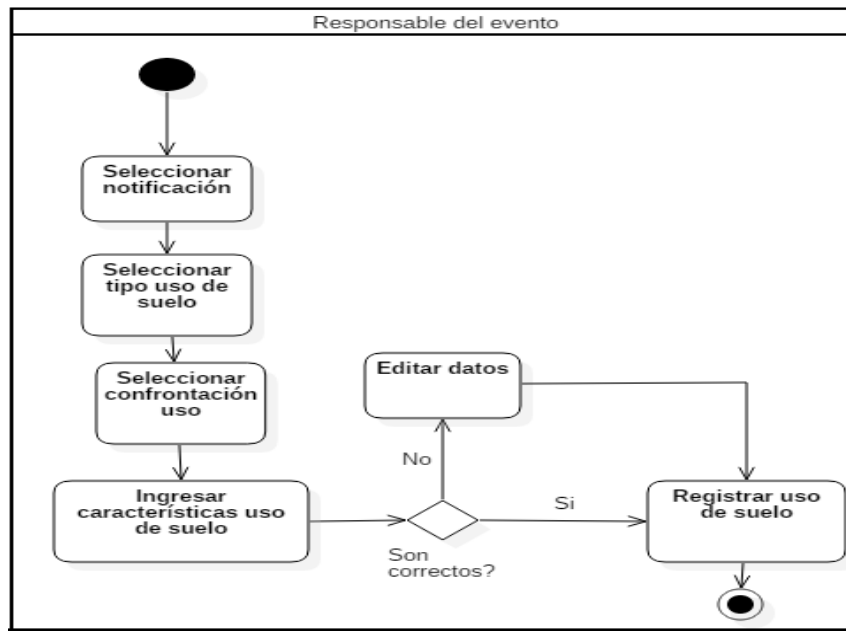 Responsable del evento
Seleccionar
notificación
Seleccionar
tipo uso de
suelo
Seleccionar
confrontación
uso
Ingresar
características uso
de suelo
Son
correctos?
No
Editar datos
Si
Registrar uso
de suelo